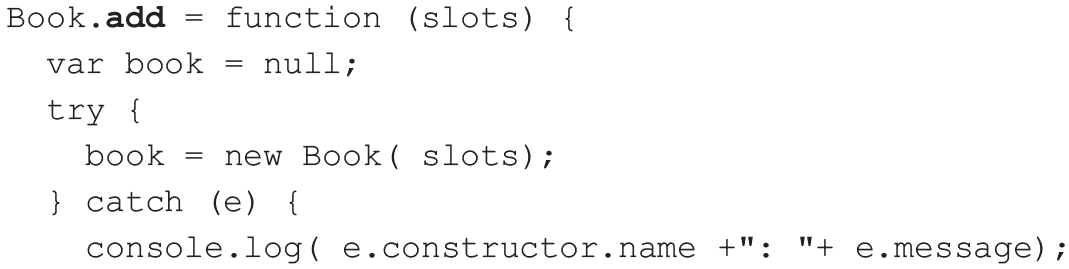 Book.add = function (slots) {
  var book = null;
  try {
    book = new Book( slots);
  } catch (e) {
    console.log( e.constructor.name +": "+ e.message);